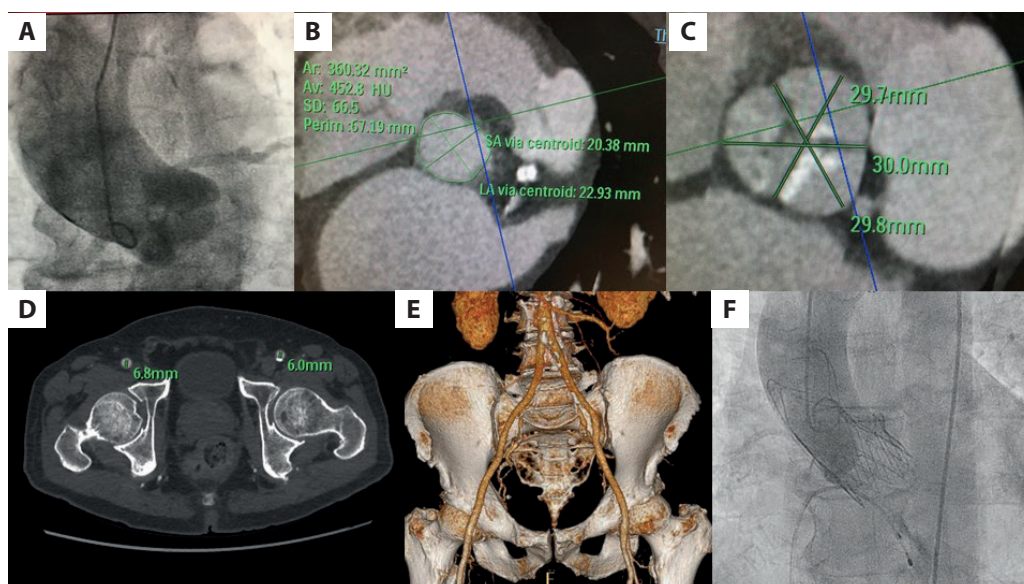 A
B
Ar: 360.32 mm²
Av: 452.8 HU
SD: 66.5
Perim: 67.19 mm
SA via centroid: 20.38 mm
LA via centroid: 22.93 mm
Th
C
29.7mm
30.0mm
29.8mm
D
6.8mm
6.0mm
E
F
F